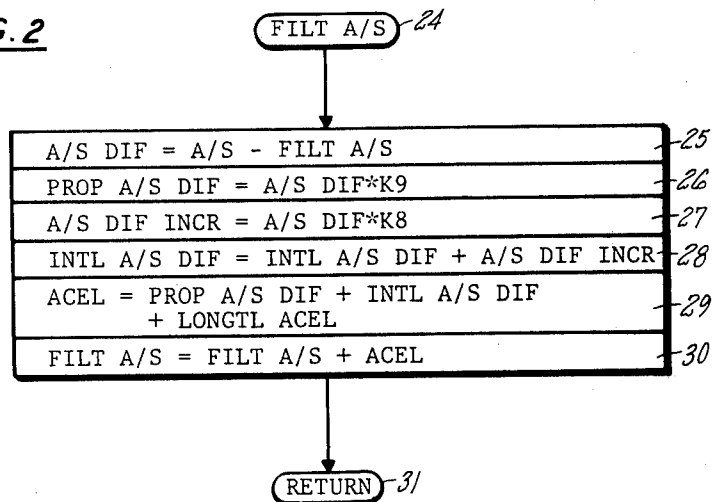 G. 2
FILT A/S 24
A/S DIF = A/S - FILT A/S 25
PROP A/S DIF = A/S DIF*K9 26
A/S DIF INCR = A/S DIF*K8 27
INTL A/S DIF = INTL A/S DIF + A/S DIF INCR 28
ACEL = PROP A/S DIF + INTL A/S DIF
+ LONGTL ACEL 29
FILT A/S = FILT A/S + ACEL 30
RETURN 31